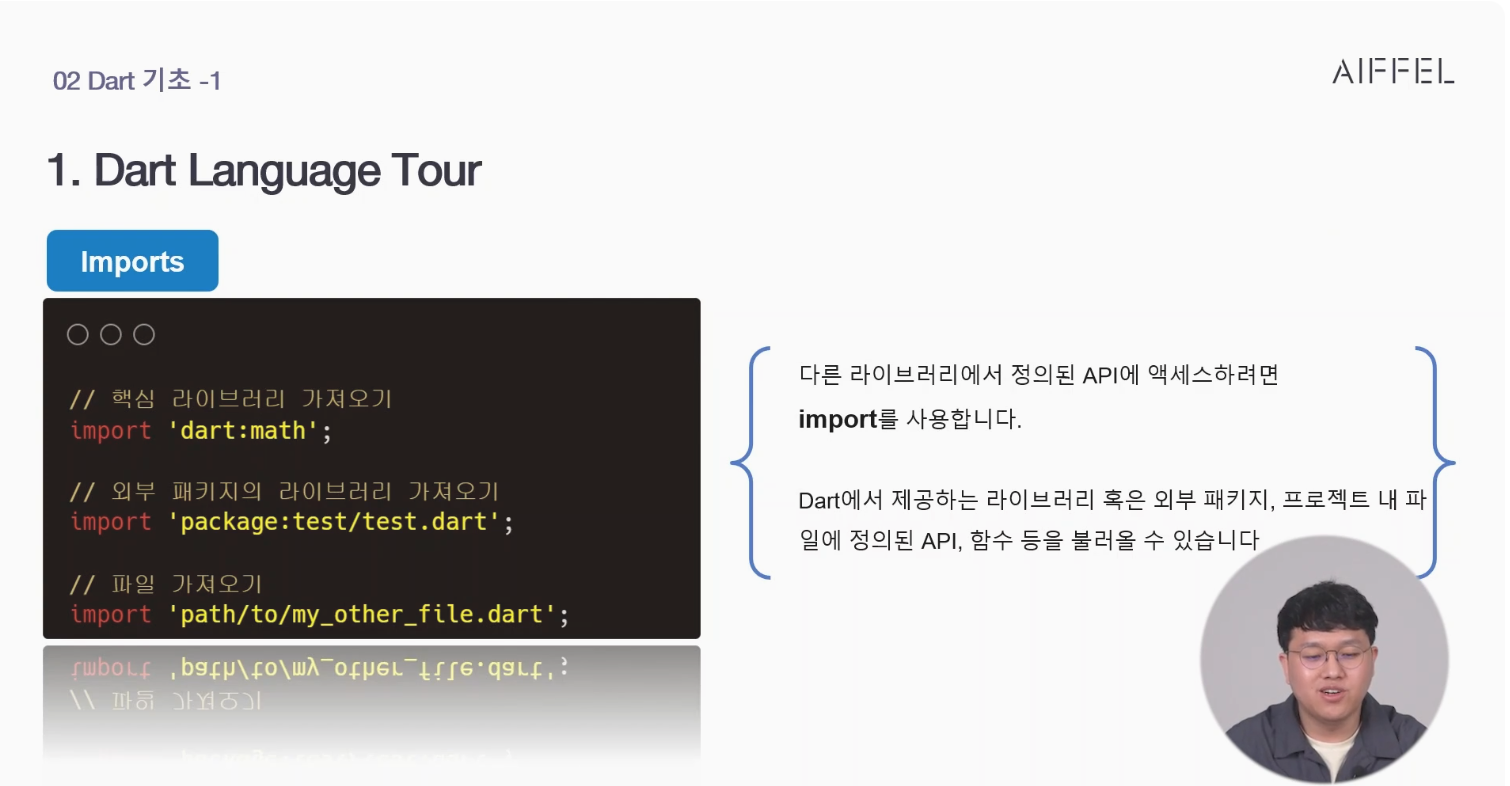 02 Dart 기초 -1
AIFFEL
1. Dart Language Tour
Imports
// 핵심 라이브러리 가져오기
import 'dart:math';
// 외부 패키지의 라이브러리 가져오기
import 'package:test/test.dart';
// 파일 가져오기
import 'path/to/my_other_file.dart';
다른 라이브러리에서 정의된 API에 액세스하려면
import를 사용합니다.
Dart에서 제공하는 라이브러리 혹은 외부 패키지, 프로젝트 내 파
일에 정의된 API, 함수 등을 불러올 수 있습니다